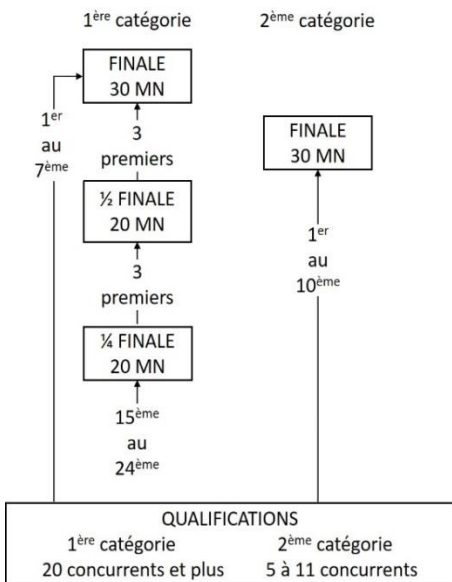 1ère catégorie
2ème catégorie
FINALE
30 MN
1er
au
7ème
3
premiers
FINALE
30 MN
½ FINALE
20 MN
1er
au
10ème
3
premiers
¼ FINALE
20 MN
15ème
au
24ème
QUALIFICATIONS
1ère catégorie
2ème catégorie
20 concurrents et plus
5 à 11 concurrents